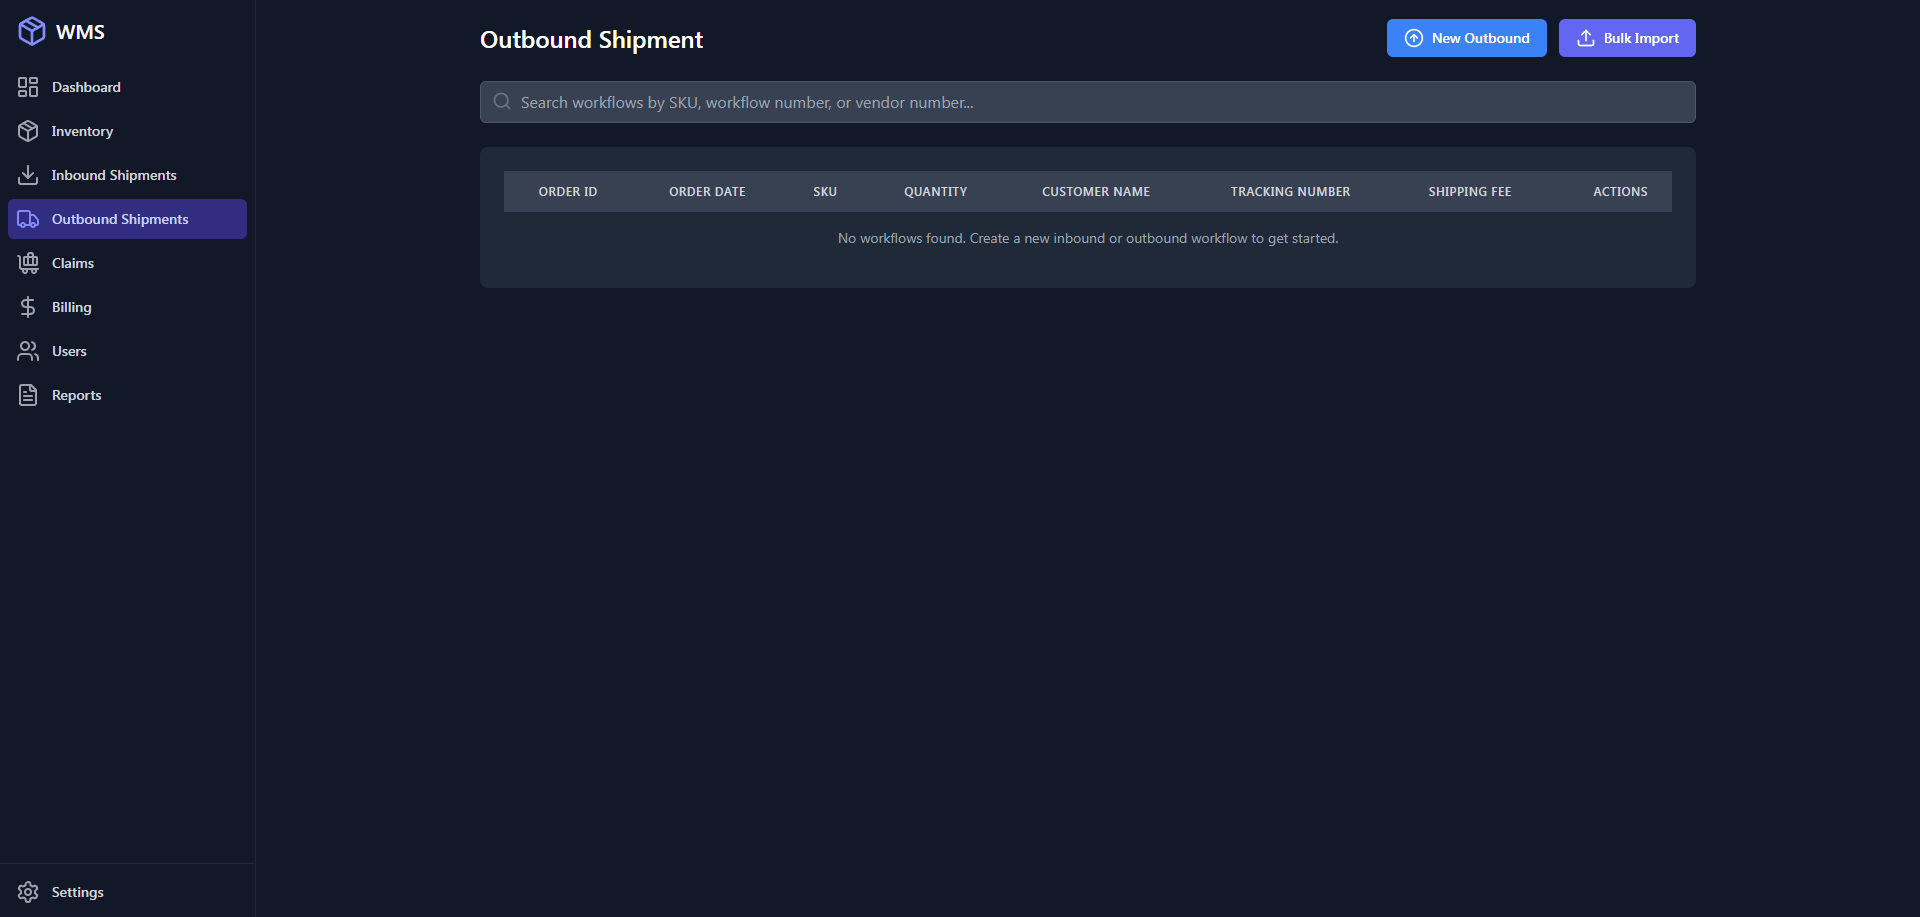 WMS
Dashboard
Inventory
Inbound Shipments
Outbound Shipments
Claims
Billing
Users
Reports
Settings
Outbound Shipment
New Outbound
Bulk Import
Search workflows by SKU, workflow number, or vendor number...
ORDER ID ORDER DATE SKU QUANTITY CUSTOMER NAME TRACKING NUMBER SHIPPING FEE ACTIONS
No workflows found. Create a new inbound or outbound workflow to get started.